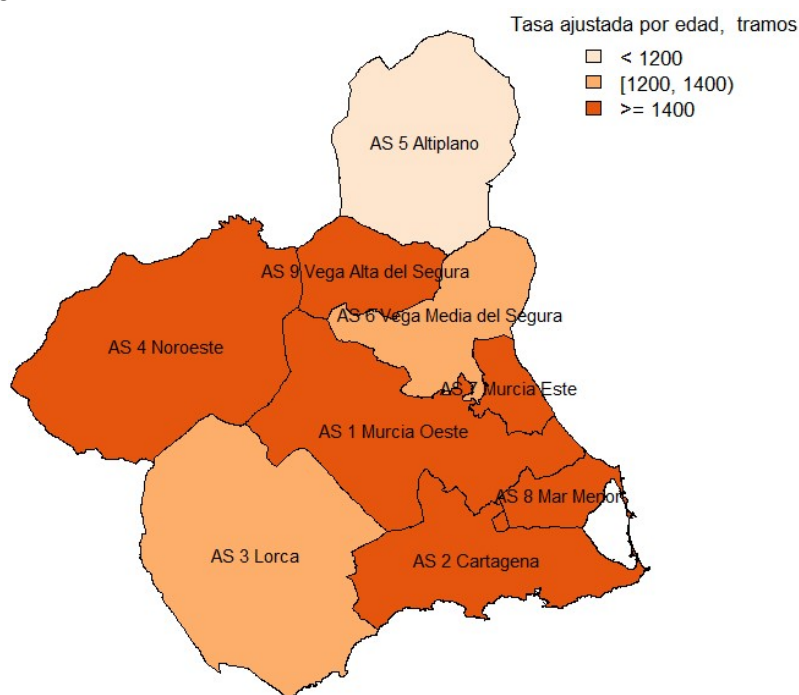 Tasa ajustada por edad, tramos
< 1200
[1200, 1400)
>= 1400
AS 5 Altiplano
AS 9 Vega Alta del Segura
AS 6 Vega Media del Segura
AS 4 Noroeste
AS 7 Murcia Este
AS 1 Murcia Oeste
AS 8 Mar Menor
AS 3 Lorca
AS 2 Cartagena